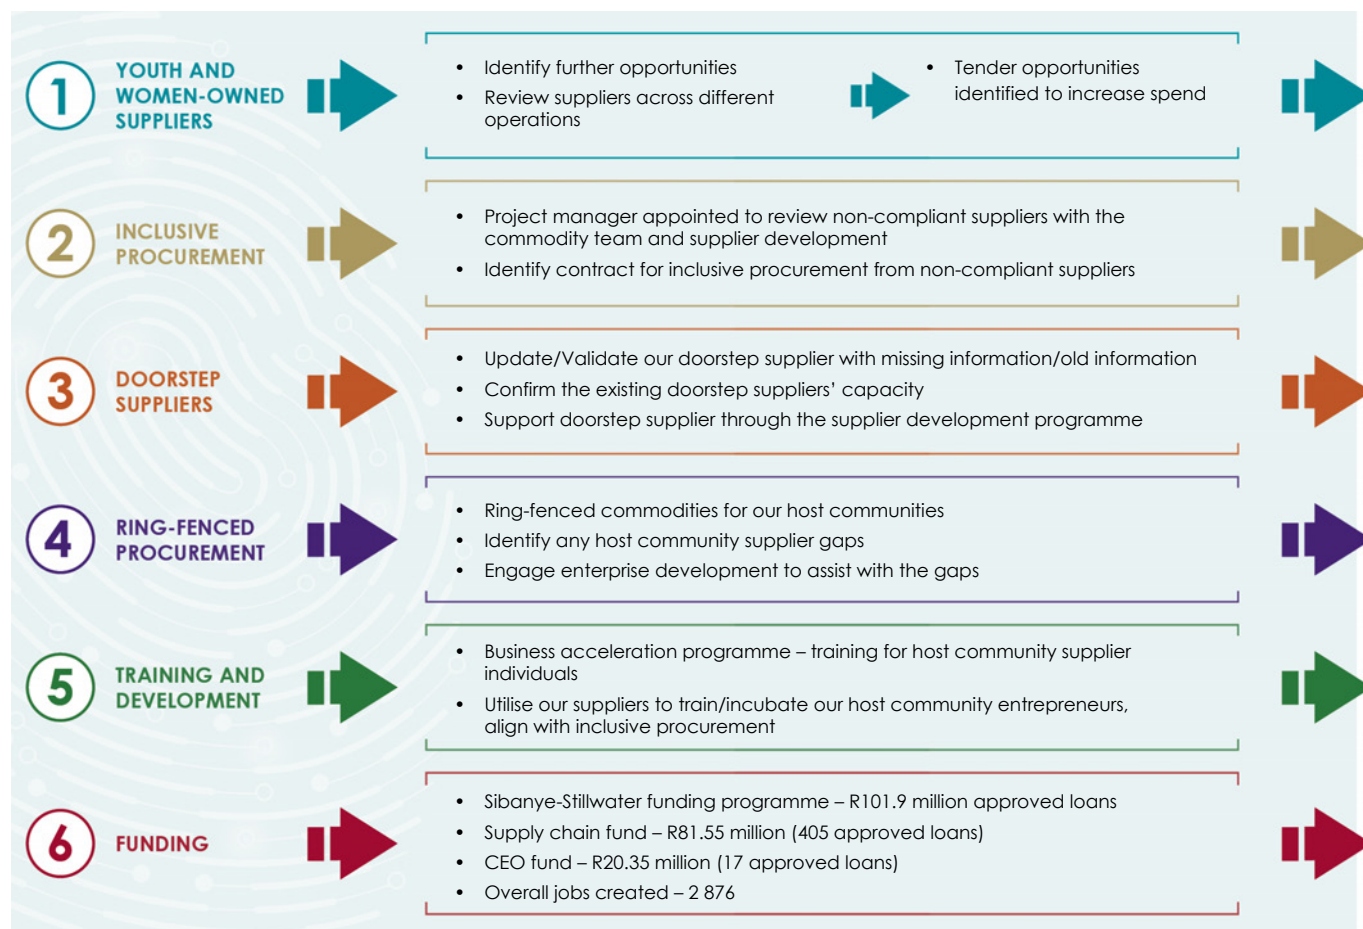 1
YOUTH AND
WOMEN-OWNED
SUPPLIERS
• Identify further opportunities
• Review suppliers across different
operations
• Tender opportunities
identified to increase spend
2
INCLUSIVE
PROCUREMENT
• Project manager appointed to review non-compliant suppliers with the
commodity team and supplier development
• Identify contract for inclusive procurement from non-compliant suppliers
3
DOORSTEP
SUPPLIERS
• Update/Validate our doorstep supplier with missing information/old information
• Confirm the existing doorstep suppliers’ capacity
• Support doorstep supplier through the supplier development programme
4
RING-FENCED
PROCUREMENT
• Ring-fenced commodities for our host communities
• Identify any host community supplier gaps
• Engage enterprise development to assist with the gaps
5
TRAINING AND
DEVELOPMENT
• Business acceleration programme – training for host community supplier
individuals
• Utilise our suppliers to train/incubate our host community entrepreneurs,
align with inclusive procurement
6
FUNDING
• Sibanye-Stillwater funding programme – R101.9 million approved loans
• Supply chain fund – R81.55 million (405 approved loans)
• CEO fund – R20.35 million (17 approved loans)
• Overall jobs created – 2 876